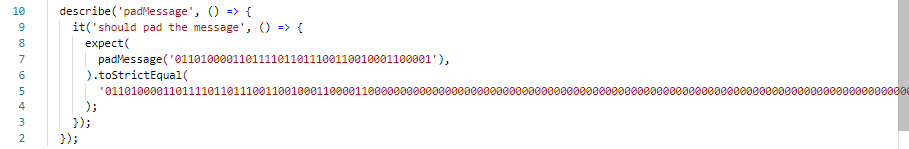 10 describe('padMessage', () => {
9 it('should pad the message', () => {
8 expect(
7 padMessage('0110100001101111011011100110010001100001'),
6 ).toStrictEqual(
5 '01101000011011110110111001100100011000011000000000000000000000000000000000000000000000000000000000000000000000000000000000000
4 );
3 });
2 });